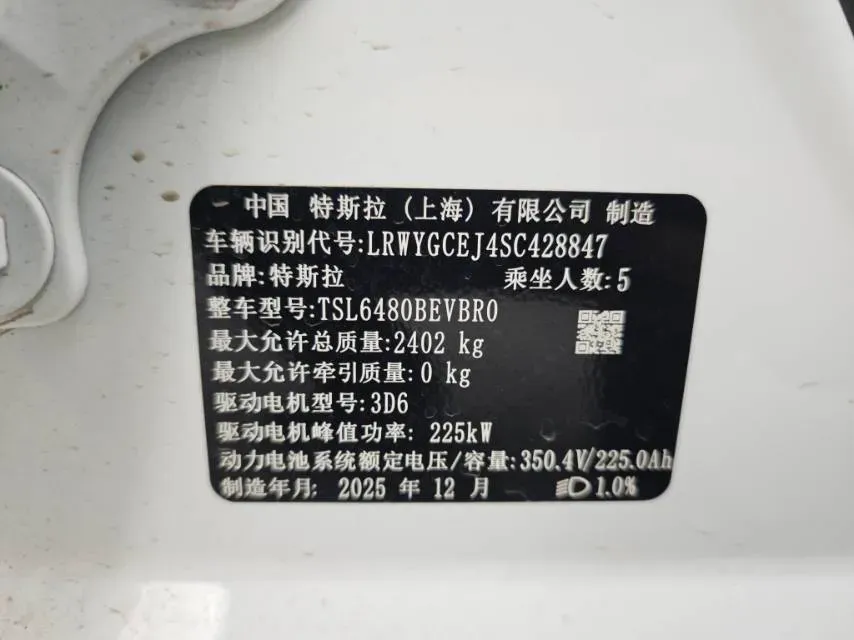 中国 特斯拉 (上海) 有限公司 制造
车辆识别代号:LRWYGCEJ4SC428847
品牌:特斯拉 乘坐人数:5
整车型号:TSL6480BEVBR0
最大允许总质量:2402 kg
最大允许牵引质量:0 kg
驱动电机型号:3D6
驱动电机峰值功率: 225kW
动力电池系统额定电压/容量:350.4V/225.0Ah
制造年月: 2025 年 12 月 1.0%